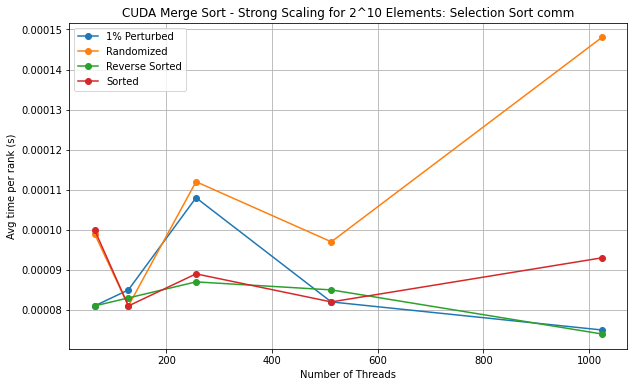 CUDA Merge Sort - Strong Scaling for 2^10 Elements: Selection Sort comm
1% Perturbed
Randomized
Reverse Sorted
Sorted
Avg time per rank (s)
0.00015
0.00014
0.00013
0.00012
0.00011
0.00010
0.00009
0.00008
200 400 600 800 1000
Number of Threads